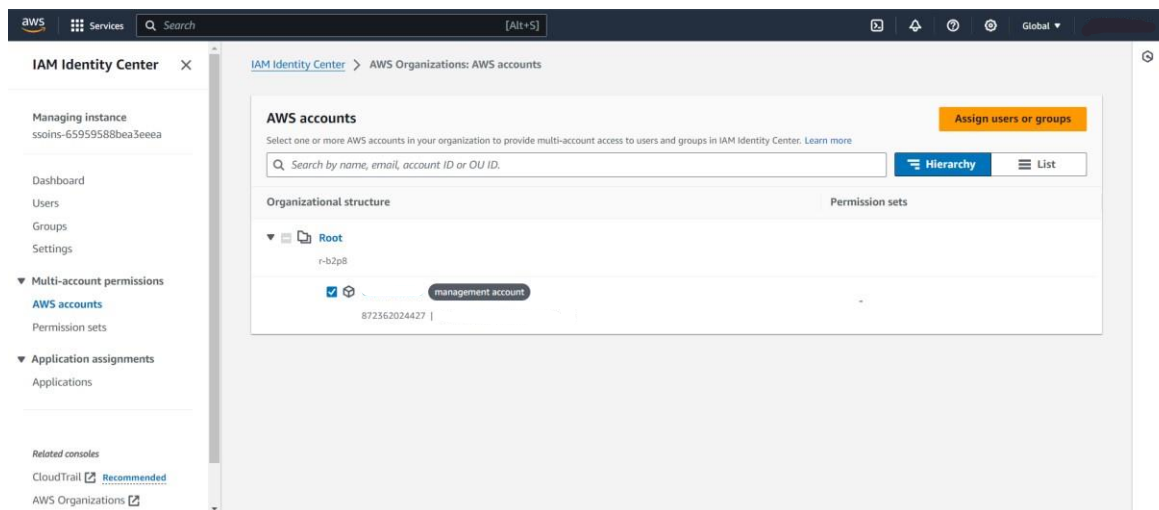 aws Services Search [Alt+S] Global ▼
IAM Identity Center ×
IAM Identity Center > AWS Organizations: AWS accounts
Managing instance
ssoins-65959588bea3eeea
Dashboard
Users
Groups
Settings
▼ Multi-account permissions
AWS accounts
Permission sets
▼ Application assignments
Applications
Related consoles
CloudTrail Recommended
AWS Organizations
AWS accounts
Assign users or groups
Select one or more AWS accounts in your organization to provide multi-account access to users and groups in IAM Identity Center. Learn more
Search by name, email, account ID or OU ID.
Hierarchy List
Organizational structure Permission sets
▼ Root
r-b2p8
management account -
872362024427 |